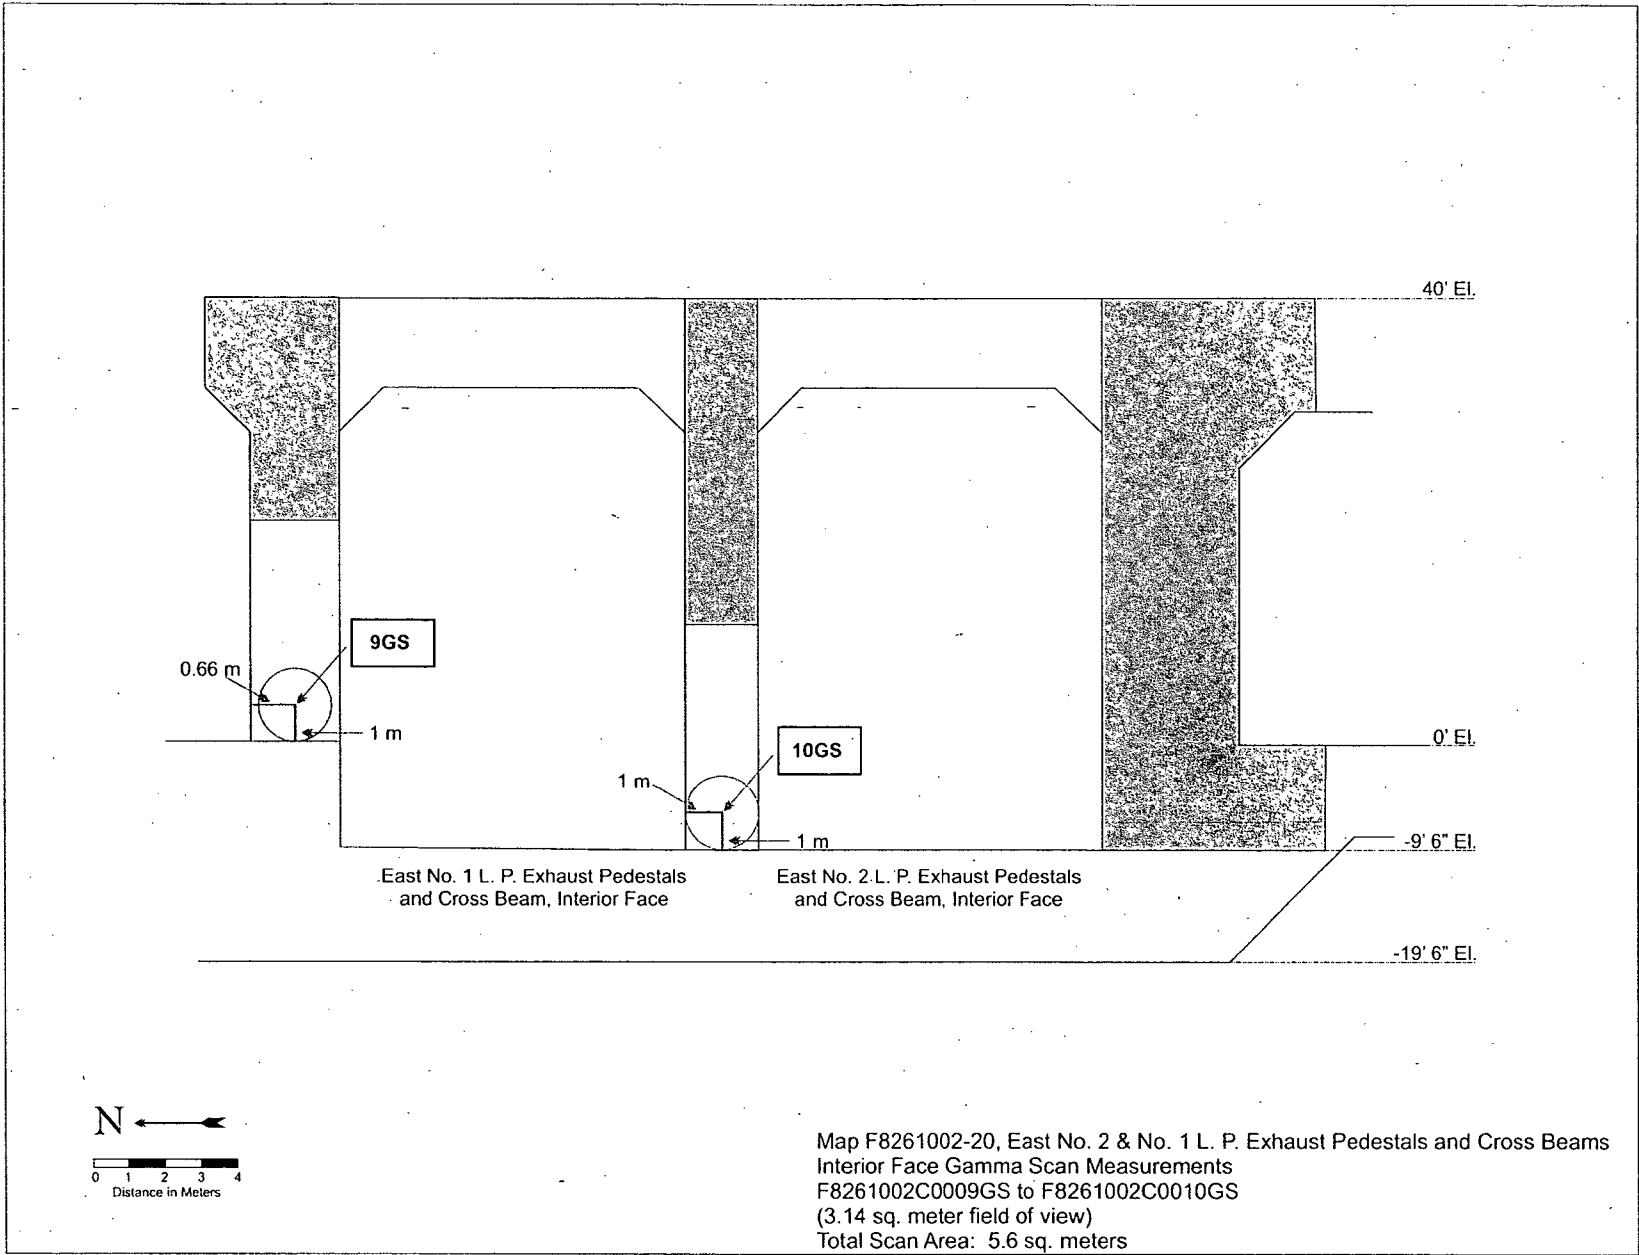 40' El.
9GS
0.66 m
1 m
0' El.
10GS
1 m
1 m
-9' 6" El.
East No. 1 L. P. Exhaust Pedestals
and Cross Beam, Interior Face
East No. 2 L. P. Exhaust Pedestals
and Cross Beam, Interior Face
-19' 6" El.
N
0 1 2 3 4
Distance in Meters
Map F8261002-20, East No. 2 & No. 1 L. P. Exhaust Pedestals and Cross Beams
Interior Face Gamma Scan Measurements
F8261002C0009GS to F8261002C0010GS
(3.14 sq. meter field of view)
Total Scan Area: 5.6 sq. meters